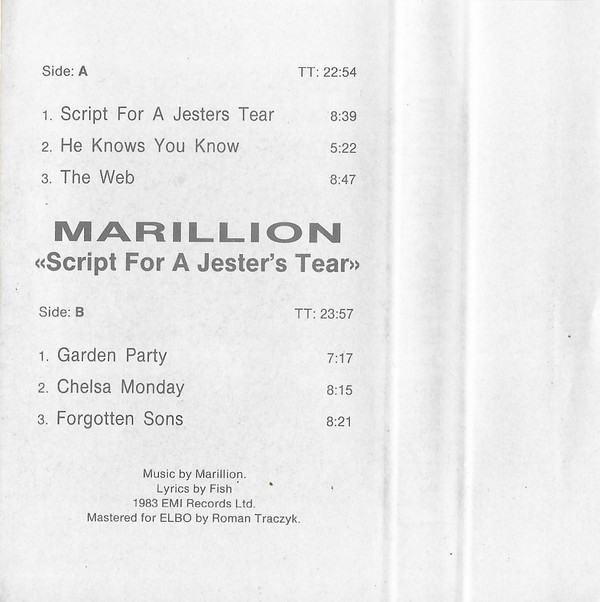 Side: A TT: 22:54
1. Script For A Jesters Tear 8:39
2. He Knows You Know 5:22
3. The Web 8:47
MARILLION
«Script For A Jester's Tear»
Side: B TT: 23:57
1. Garden Party 7:17
2. Chelsa Monday 8:15
3. Forgotten Sons 8:21
Music by Marillion.
Lyrics by Fish
1983 EMI Records Ltd.
Mastered for ELBO by Roman Traczyk.